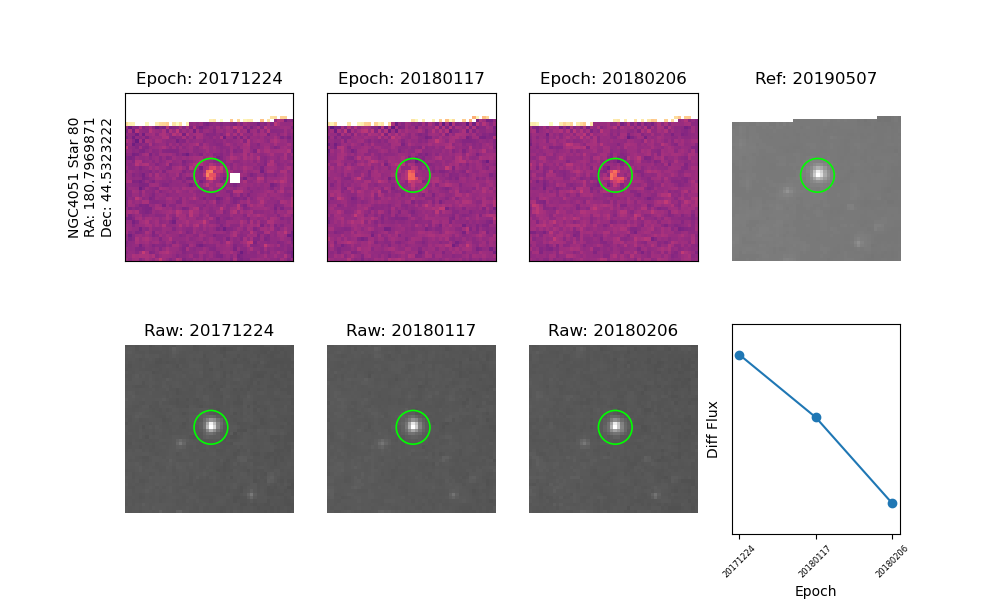 Epoch: 20171224
Epoch: 20180117
Epoch: 20180206
Ref: 20190507
NGC4051 Star 80
RA: 180.7969871
Dec: 44.5323222
Raw: 20171224
Raw: 20180117
Raw: 20180206
Diff Flux
20171224
20180117
20180206
Epoch